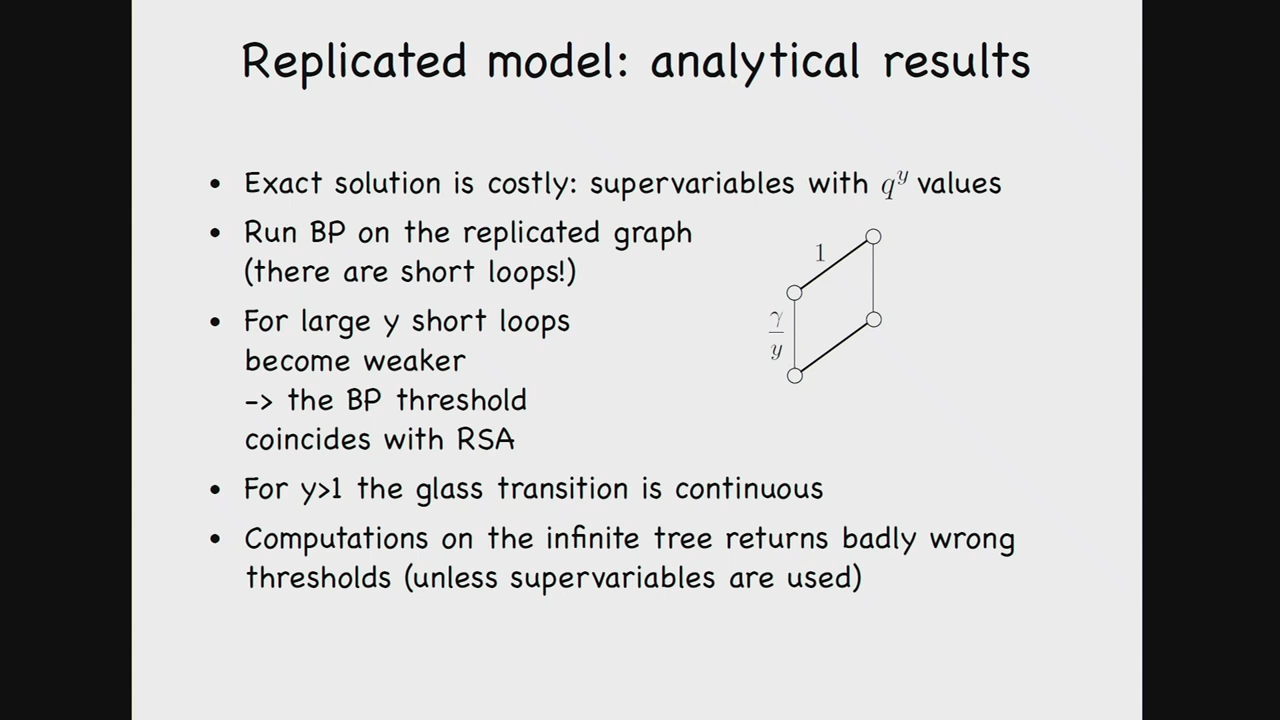 Replicated model: analytical results
• Exact solution is costly: supervariables with q^y values
• Run BP on the replicated graph
(there are short loops!)
1
• For large y short loops
become weaker
-> the BP threshold
coincides with RSA
γ
y
• For y>1 the glass transition is continuous
• Computations on the infinite tree returns badly wrong
thresholds (unless supervariables are used)